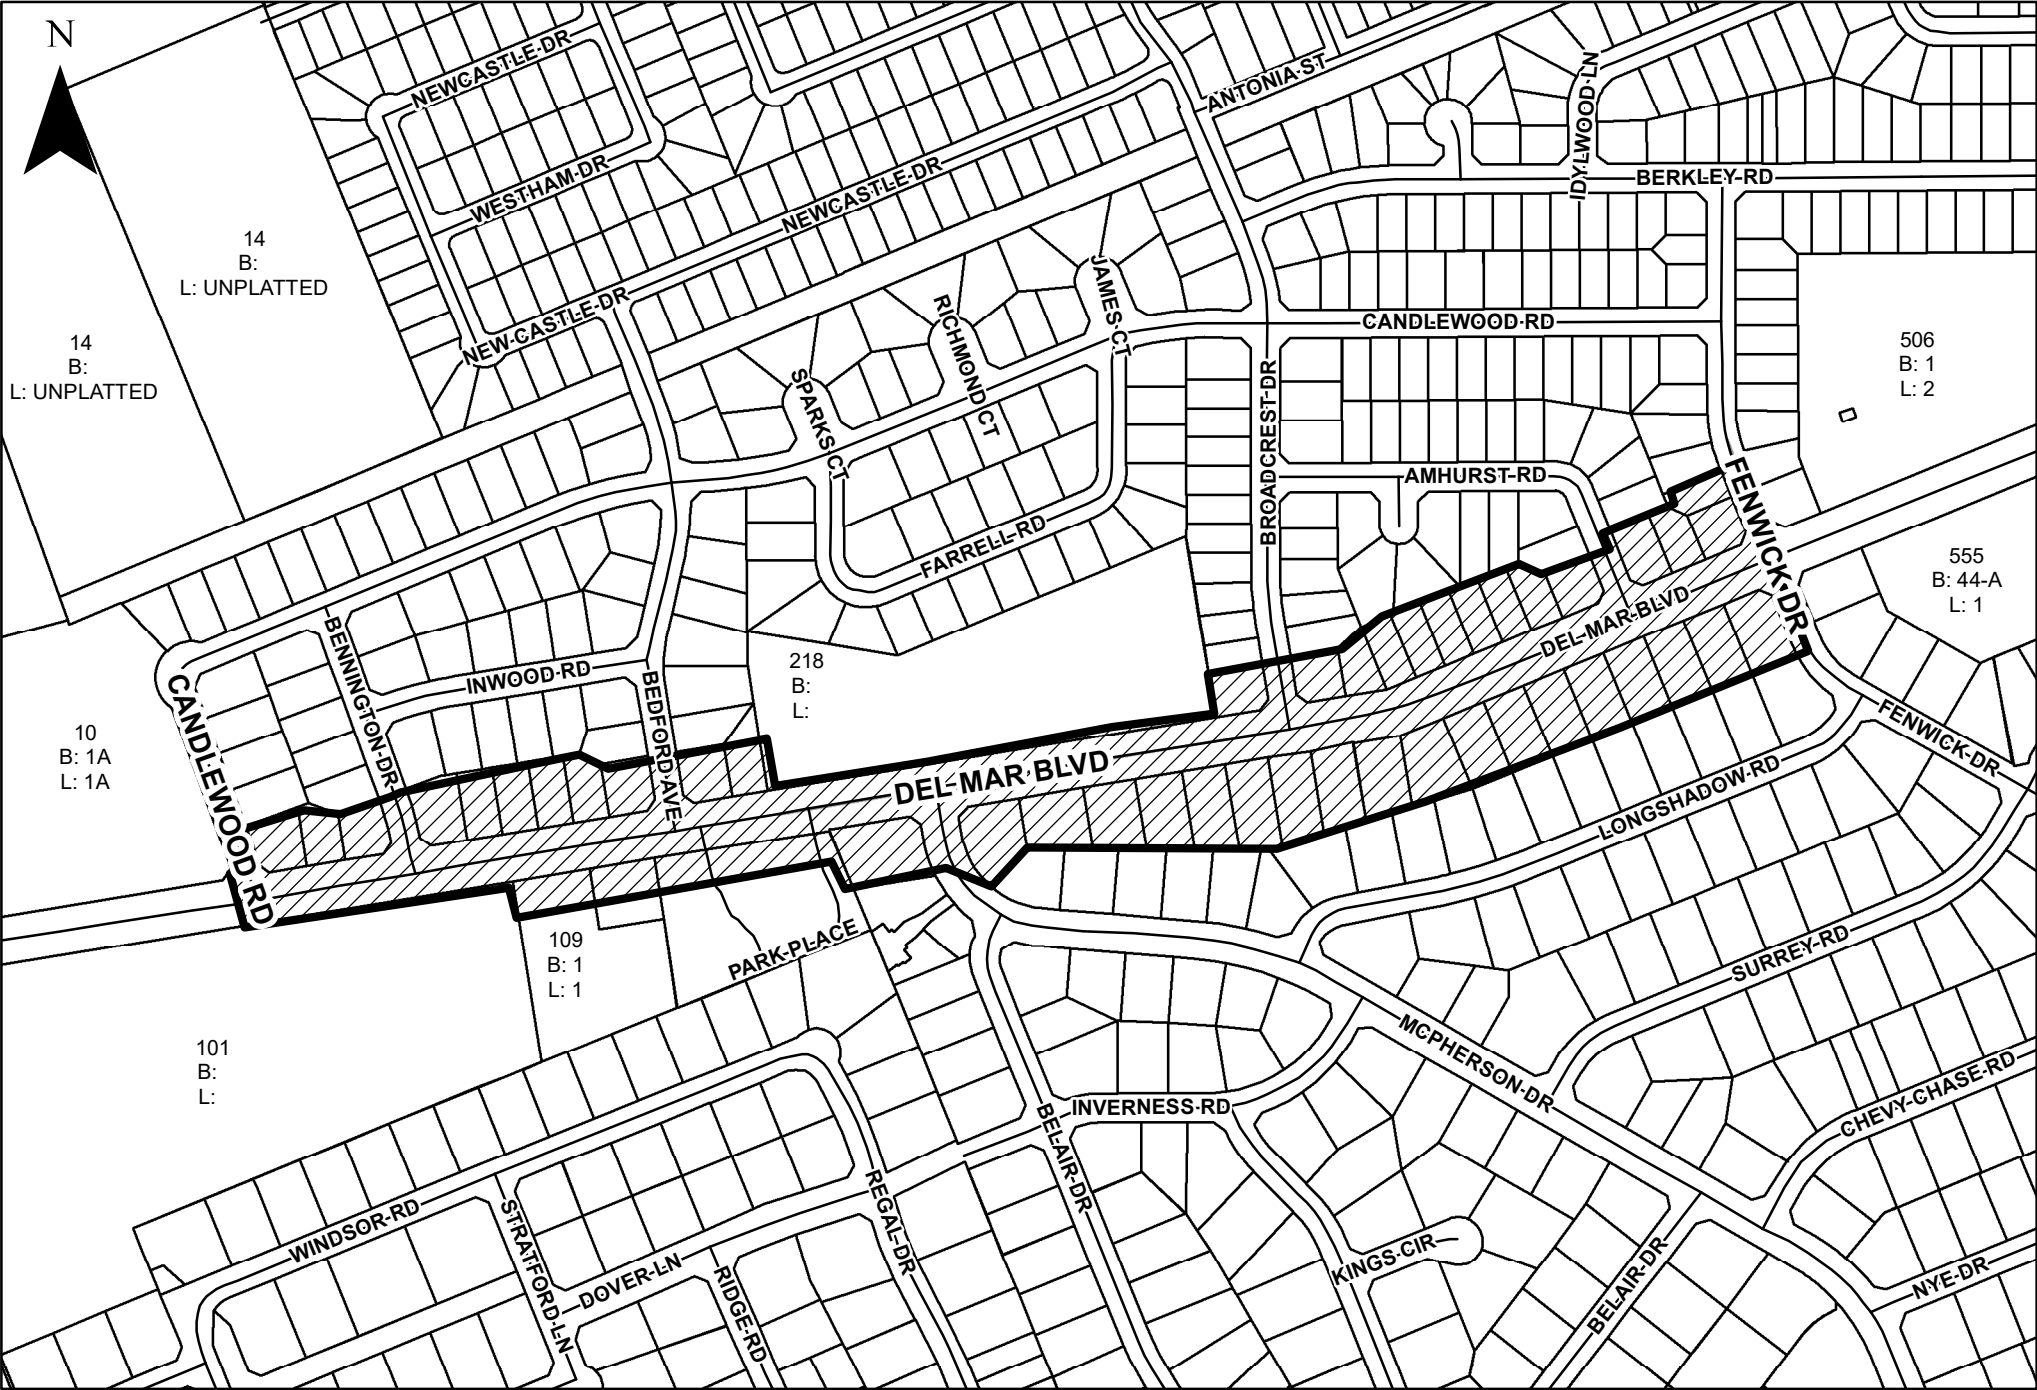 N
NEWCASTLE DR
ANTONIA ST
IDYLWOOD LN
WESTHAM DR
NEWCASTLE DR
BERKLEY RD
14
B:
L: UNPLATTED
14
B:
L: UNPLATTED
NEW CASTLE DR
RICHMOND CT
JAMES CT
CANDLEWOOD RD
506
B: 1
L: 2
SPARKS CT
BROADCREST DR
AMHURST RD
FENWICK DR
FARRELL RD
555
B: 44-A
L: 1
BENNINGTON DR
INWOOD RD
BEDFORD AVE
218
B:
L:
DEL MAR BLVD
CANDLEWOOD RD
10
B: 1A
L: 1A
DEL MAR BLVD
FENWICK DR
LONGSHADOW RD
109
B: 1
L: 1
PARK PLACE
SURREY RD
101
B:
L:
MCPHERSON DR
INVERNESS RD
CHEVY CHASE RD
BELAIR DR
WINDSOR RD
STRATFORD LN
DOVER LN
REGAL DR
RIDGE RD
KINGS CIR
BELAIR DR
NYE DR